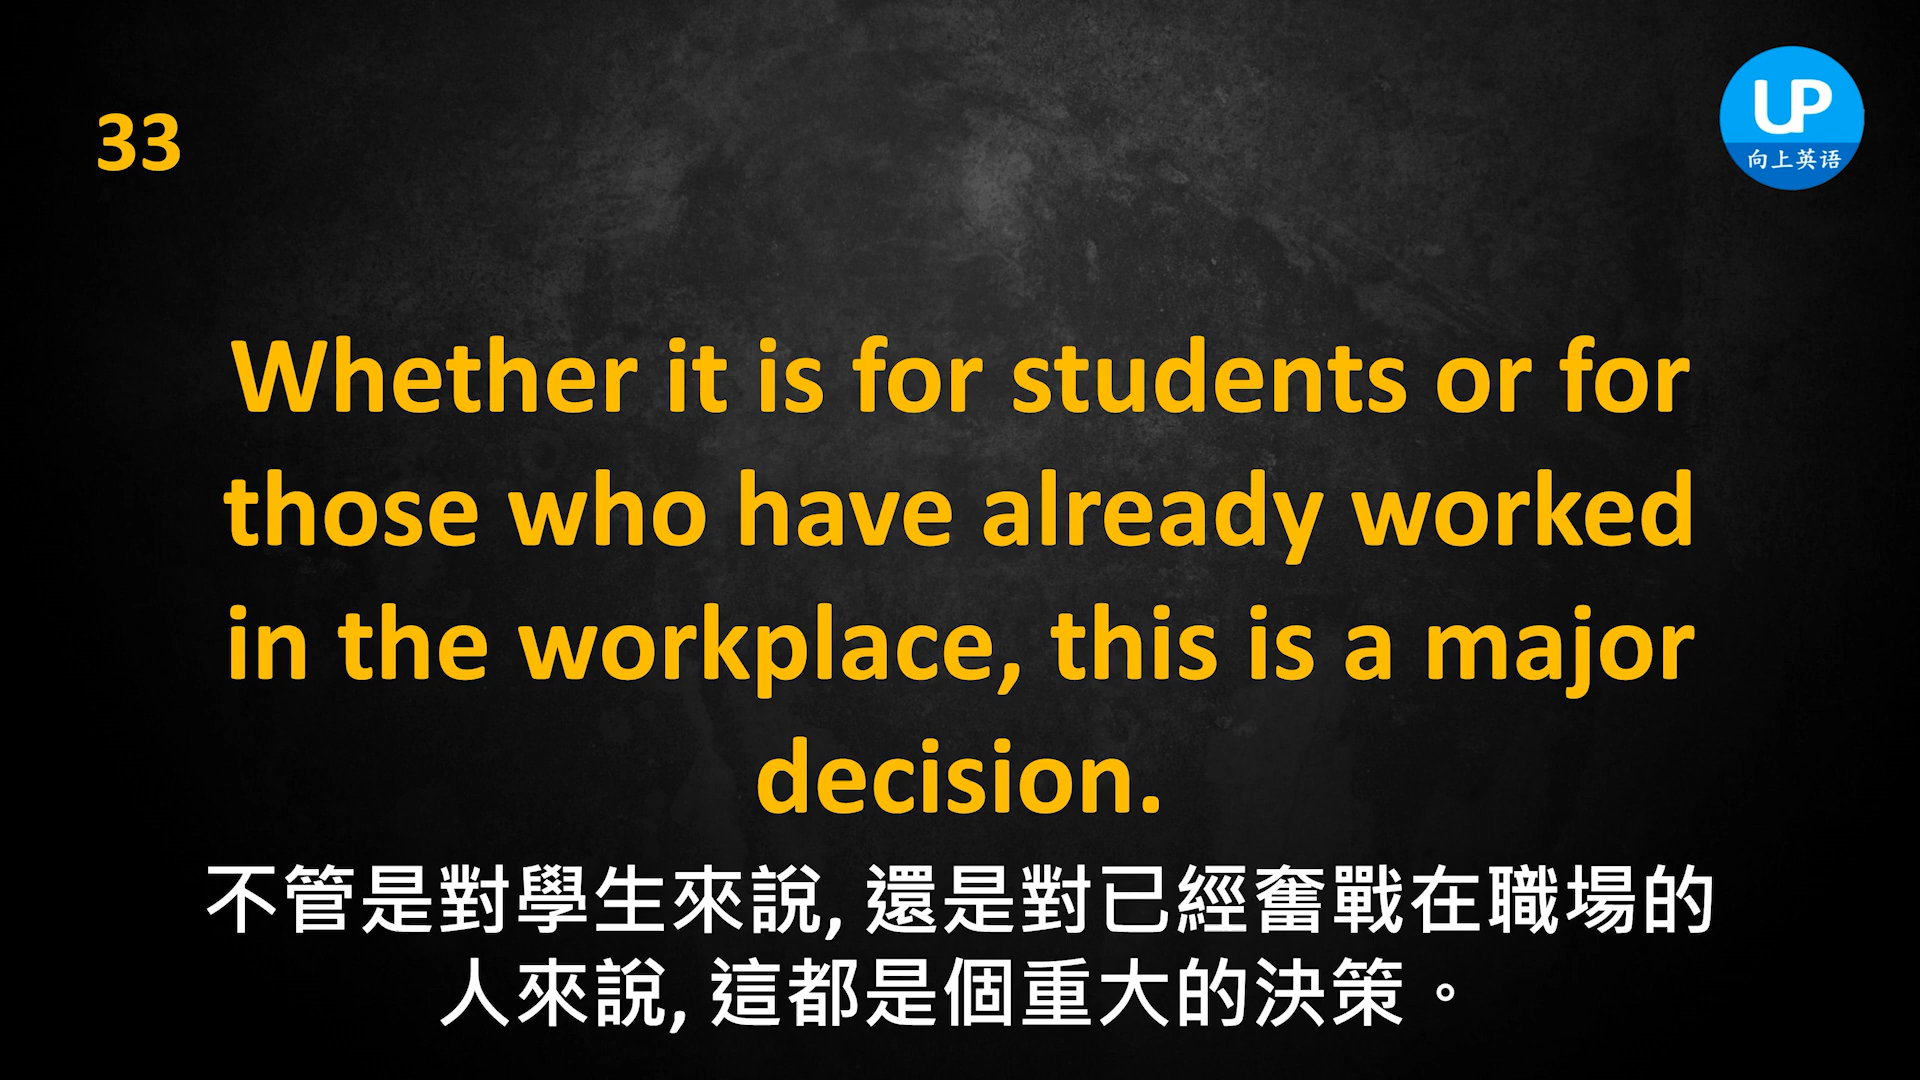 33
UP
向上英语
Whether it is for students or for
those who have already worked
in the workplace, this is a major
decision.
不管是對學生來說, 還是對已經奮戰在職場的
人來說, 這都是個重大的決策。